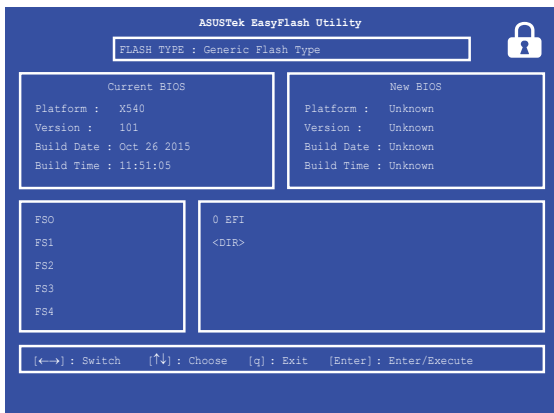 ASUSTek EasyFlash Utility
FLASH TYPE : Generic Flash Type
Current BIOS
Platform : X540
Version : 101
Build Date : Oct 26 2015
Build Time : 11:51:05
New BIOS
Platform : Unknown
Version : Unknown
Build Date : Unknown
Build Time : Unknown
FSO
FS1
FS2
FS3
FS4
0 EFI
<DIR>
[←→] : Switch [↑↓] : Choose [q] : Exit [Enter] : Enter/Execute